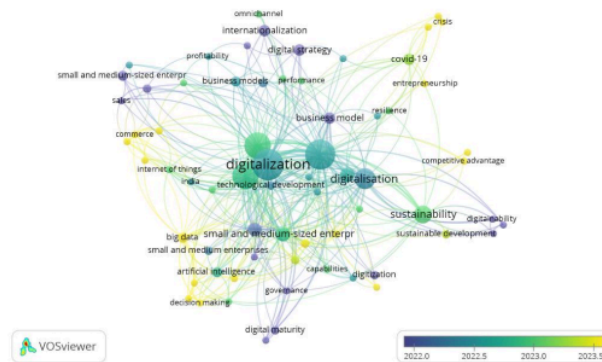 omnichannel
crisis
internationalization
digital strategy
profitability
covid-19
small and medium-sized enterpr
business models
performance
entrepreneurship
sales
resilience
business model
commerce
digitalization
competitive advantage
internet of things
india
technological development
digitalisation
sustainability
digitainability
small and medium-sized enterpr
sustainable development
big data
small and medium enterprises
artificial intelligence
capabilities
digitization
governance
decision making
digital maturity
VOSviewer
2022.0 2022.5 2023.0 2023.5